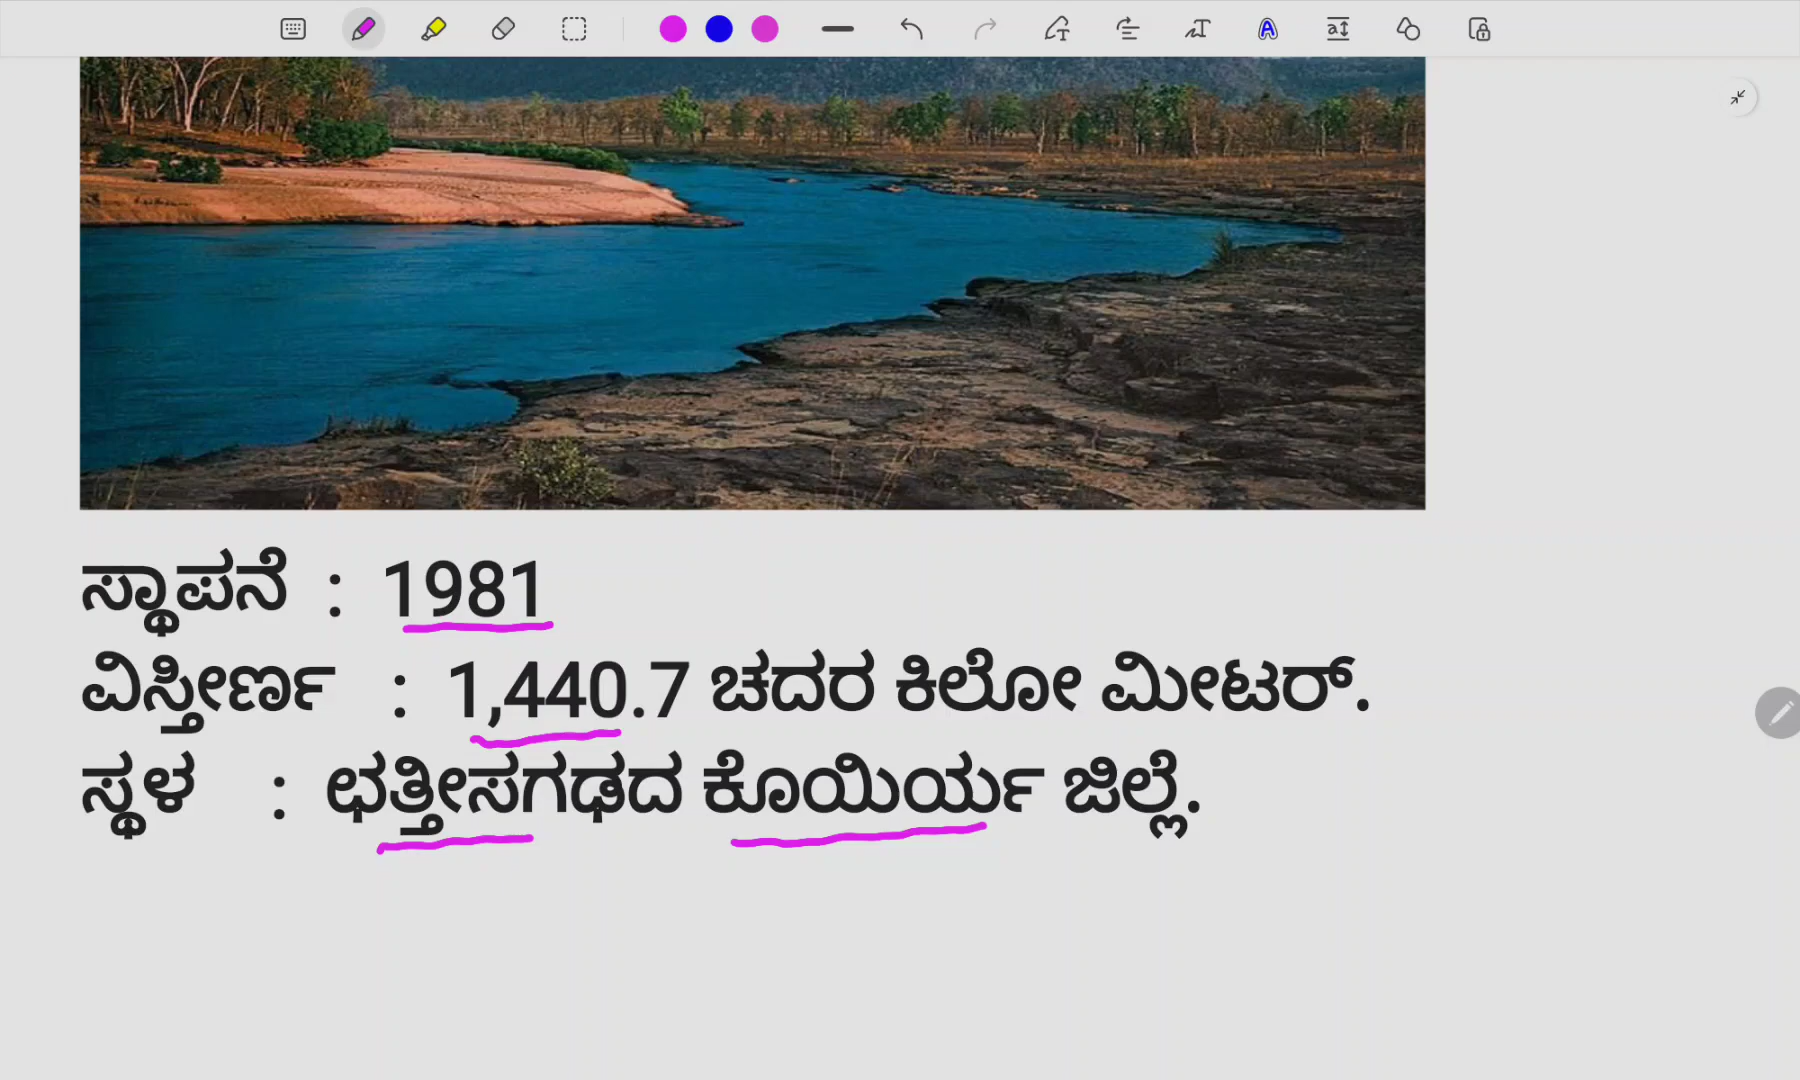 ಸ್ಥಾಪನೆ : 1981
ವಿಸ್ತೀರ್ಣ : 1,440.7 ಚದರ ಕಿಲೋ ಮೀಟರ್.
ಸ್ಥಳ : ಛತ್ತೀಸಗಢದ ಕೊಯಿರ್ಯ ಜಿಲ್ಲೆ.